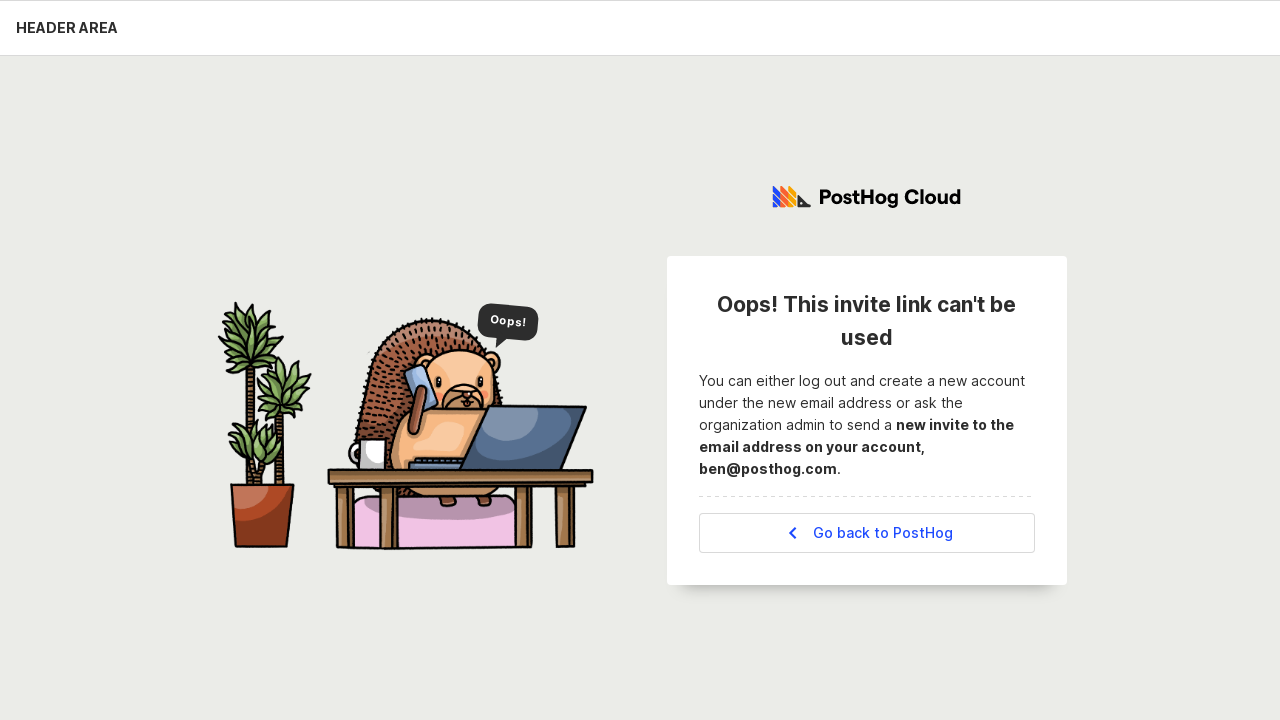 HEADER AREA
PostHog Cloud
Oops!
Oops! This invite link can't be
used
You can either log out and create a new account
under the new email address or ask the
organization admin to send a new invite to the
email address on your account,
ben@posthog.com.
Go back to PostHog